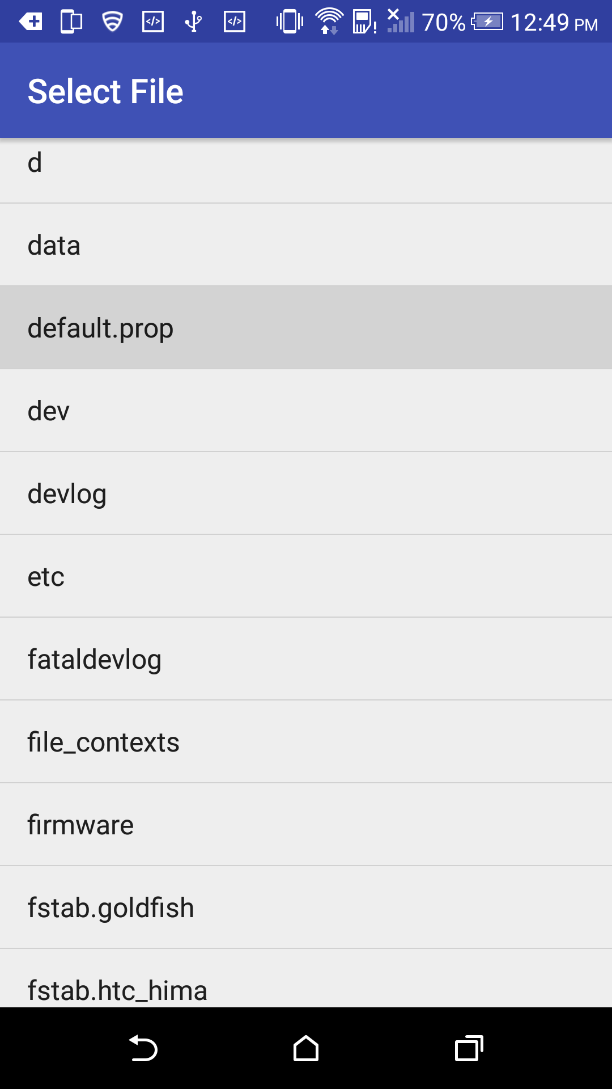 70% 12:49 PM
Select File
d
data
default.prop
dev
devlog
etc
fataldevlog
file_contexts
firmware
fstab.goldfish
fstab.htc_hima